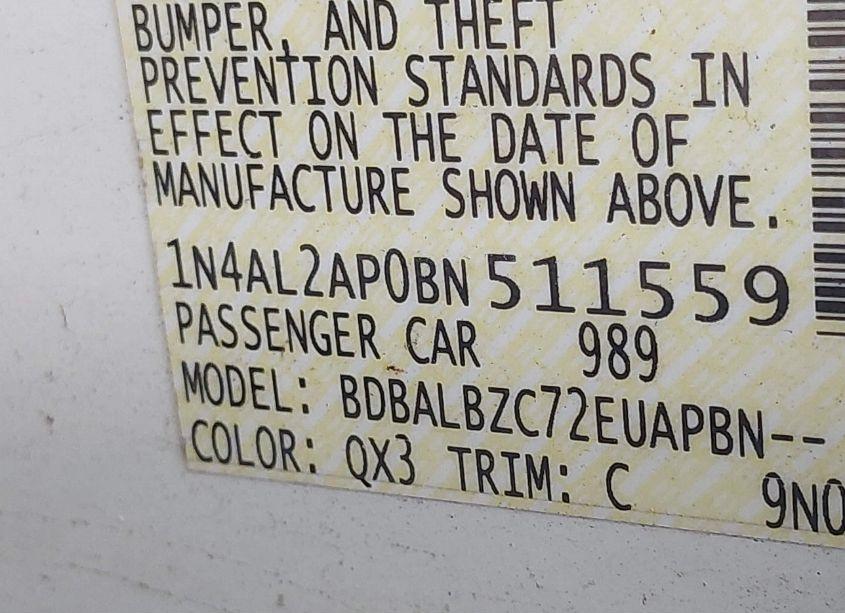 BUMPER, AND THEFT
PREVENTION STANDARDS IN
EFFECT ON THE DATE OF
MANUFACTURE SHOWN ABOVE.
1N4AL2AP0BN511559
PASSENGER CAR 989
MODEL: BDBALBZC72EUAPBN--
COLOR: QX3 TRIM: C 9N0